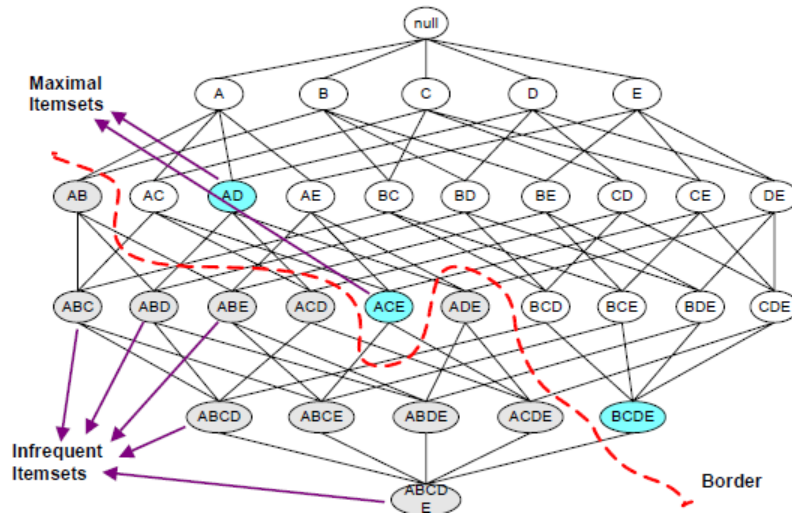 null
A B C D E
Maximal
Itemsets
AB AC AD AE BC BD BE CD CE DE
ABC ABD ABE ACD ACE ADE BCD BCE BDE CDE
ABCD ABCE ABDE ACDE BCDE
Infrequent
Itemsets
Border
ABCD
E